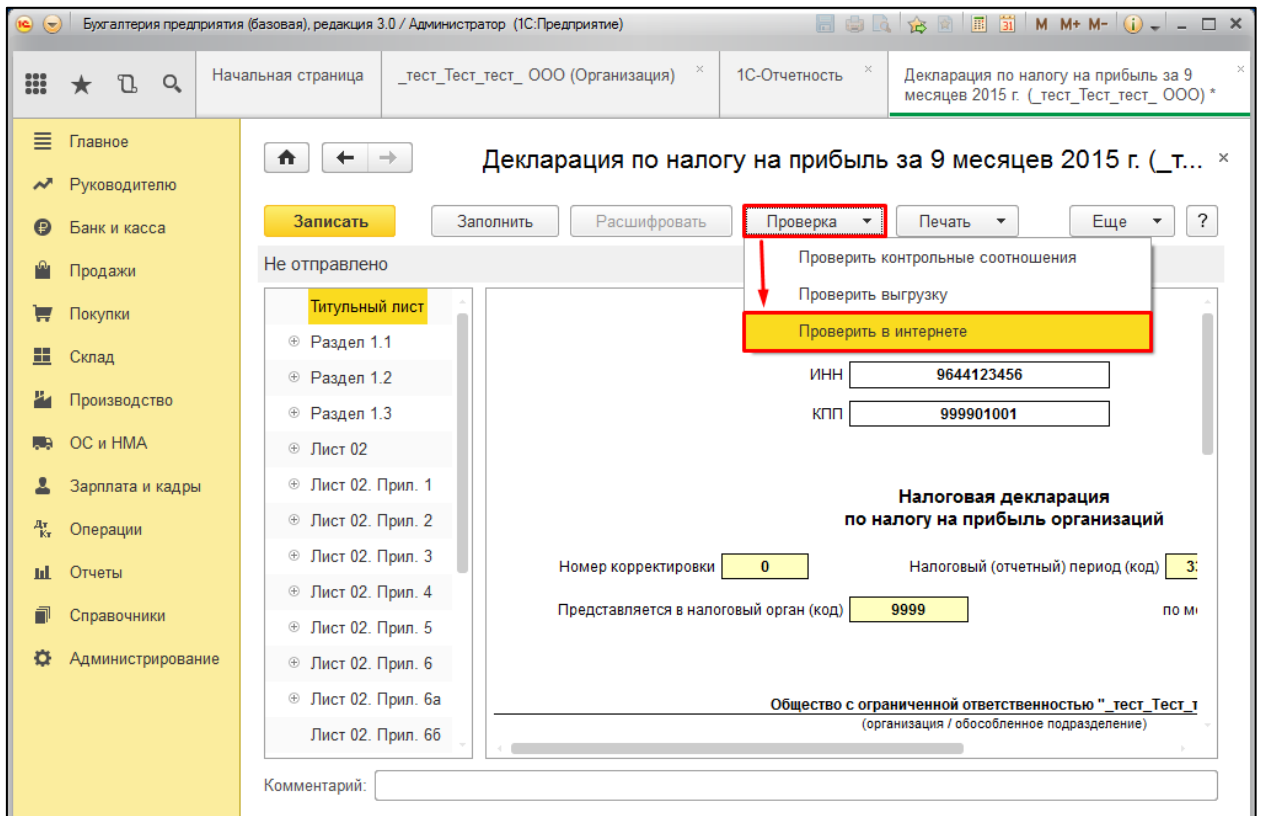 Бухгалтерия предприятия (базовая), редакция 3.0 / Администратор (1С:Предприятие)
M M+ M-
Начальная страница
_тест_Тест_тест_ ООО (Организация)
1С-Отчетность
Декларация по налогу на прибыль за 9
месяцев 2015 г. (_тест_Тест_тест_ ООО) *
Главное
Руководителю
Банк и касса
Продажи
Покупки
Склад
Производство
ОС и НМА
Зарплата и кадры
Операции
Отчеты
Справочники
Администрирование
Декларация по налогу на прибыль за 9 месяцев 2015 г. (_т...
Записать
Заполнить
Расшифровать
Проверка
Печать
Еще
?
Проверить контрольные соотношения
Проверить выгрузку
Проверить в интернете
Не отправлено
Титульный лист
Раздел 1.1
Раздел 1.2
Раздел 1.3
Лист 02
Лист 02. Прил. 1
Лист 02. Прил. 2
Лист 02. Прил. 3
Лист 02. Прил. 4
Лист 02. Прил. 5
Лист 02. Прил. 6
Лист 02. Прил. 6а
Лист 02. Прил. 6б
ИНН 9644123456
КПП 999901001
Налоговая декларация
по налогу на прибыль организаций
Номер корректировки 0 Налоговый (отчетный) период (код)
Представляется в налоговый орган (код) 9999 по
Общество с ограниченной ответственностью "_тест_Тест_т
(организация / обособленное подразделение)
Комментарий: